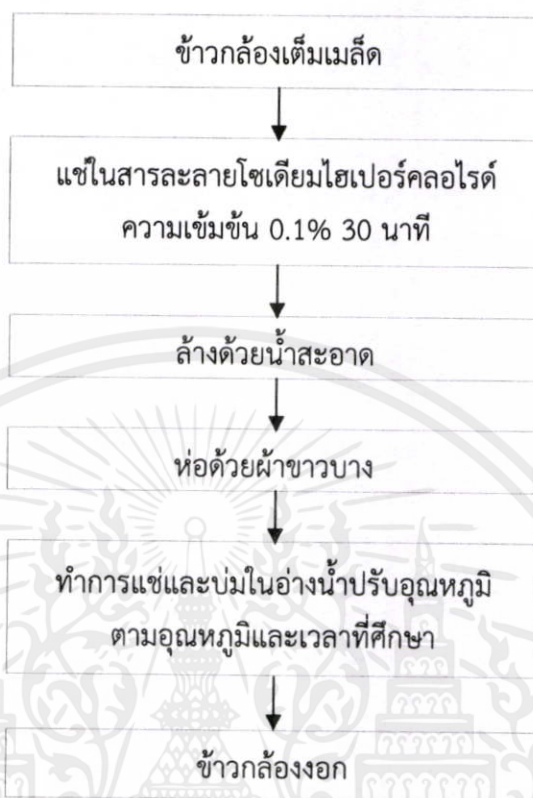 ข้าวกล้องเต็มเมล็ด
แช่ในสารละลายโซเดียมไฮเปอร์คลอไรด์
ความเข้มข้น 0.1% 30 นาที
ล้างด้วยน้ำสะอาด
ห่อด้วยผ้าขาวบาง
ทำการแช่และบ่มในอ่างน้ำปรับอุณหภูมิ
ตามอุณหภูมิและเวลาที่ศึกษา
ข้าวกล้องงอก